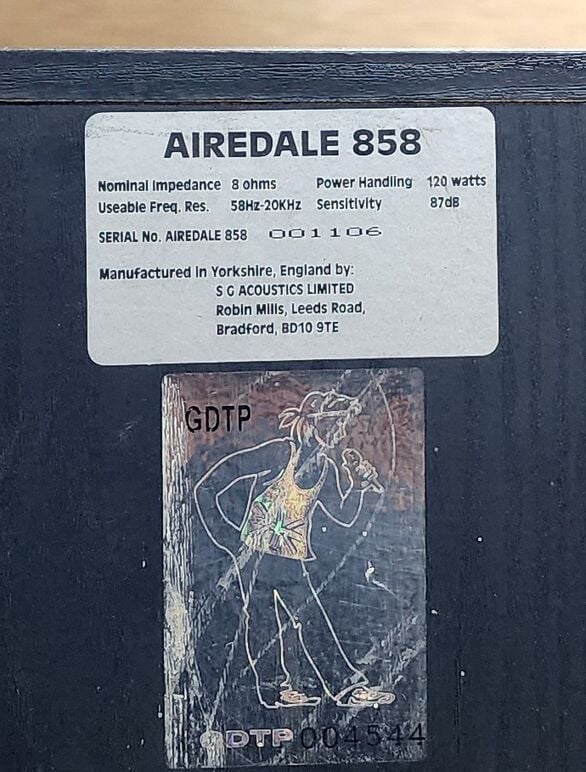 AIREDALE 858
Nominal Impedance 8 ohms Power Handling 120 watts
Useable Freq. Res. 58Hz-20KHz Sensitivity 87dB
SERIAL No. AIREDALE 858 001106
Manufactured in Yorkshire, England by:
S G ACOUSTICS LIMITED
Robin Mills, Leeds Road,
Bradford, BD10 9TE
GDTP
GDTP 004544